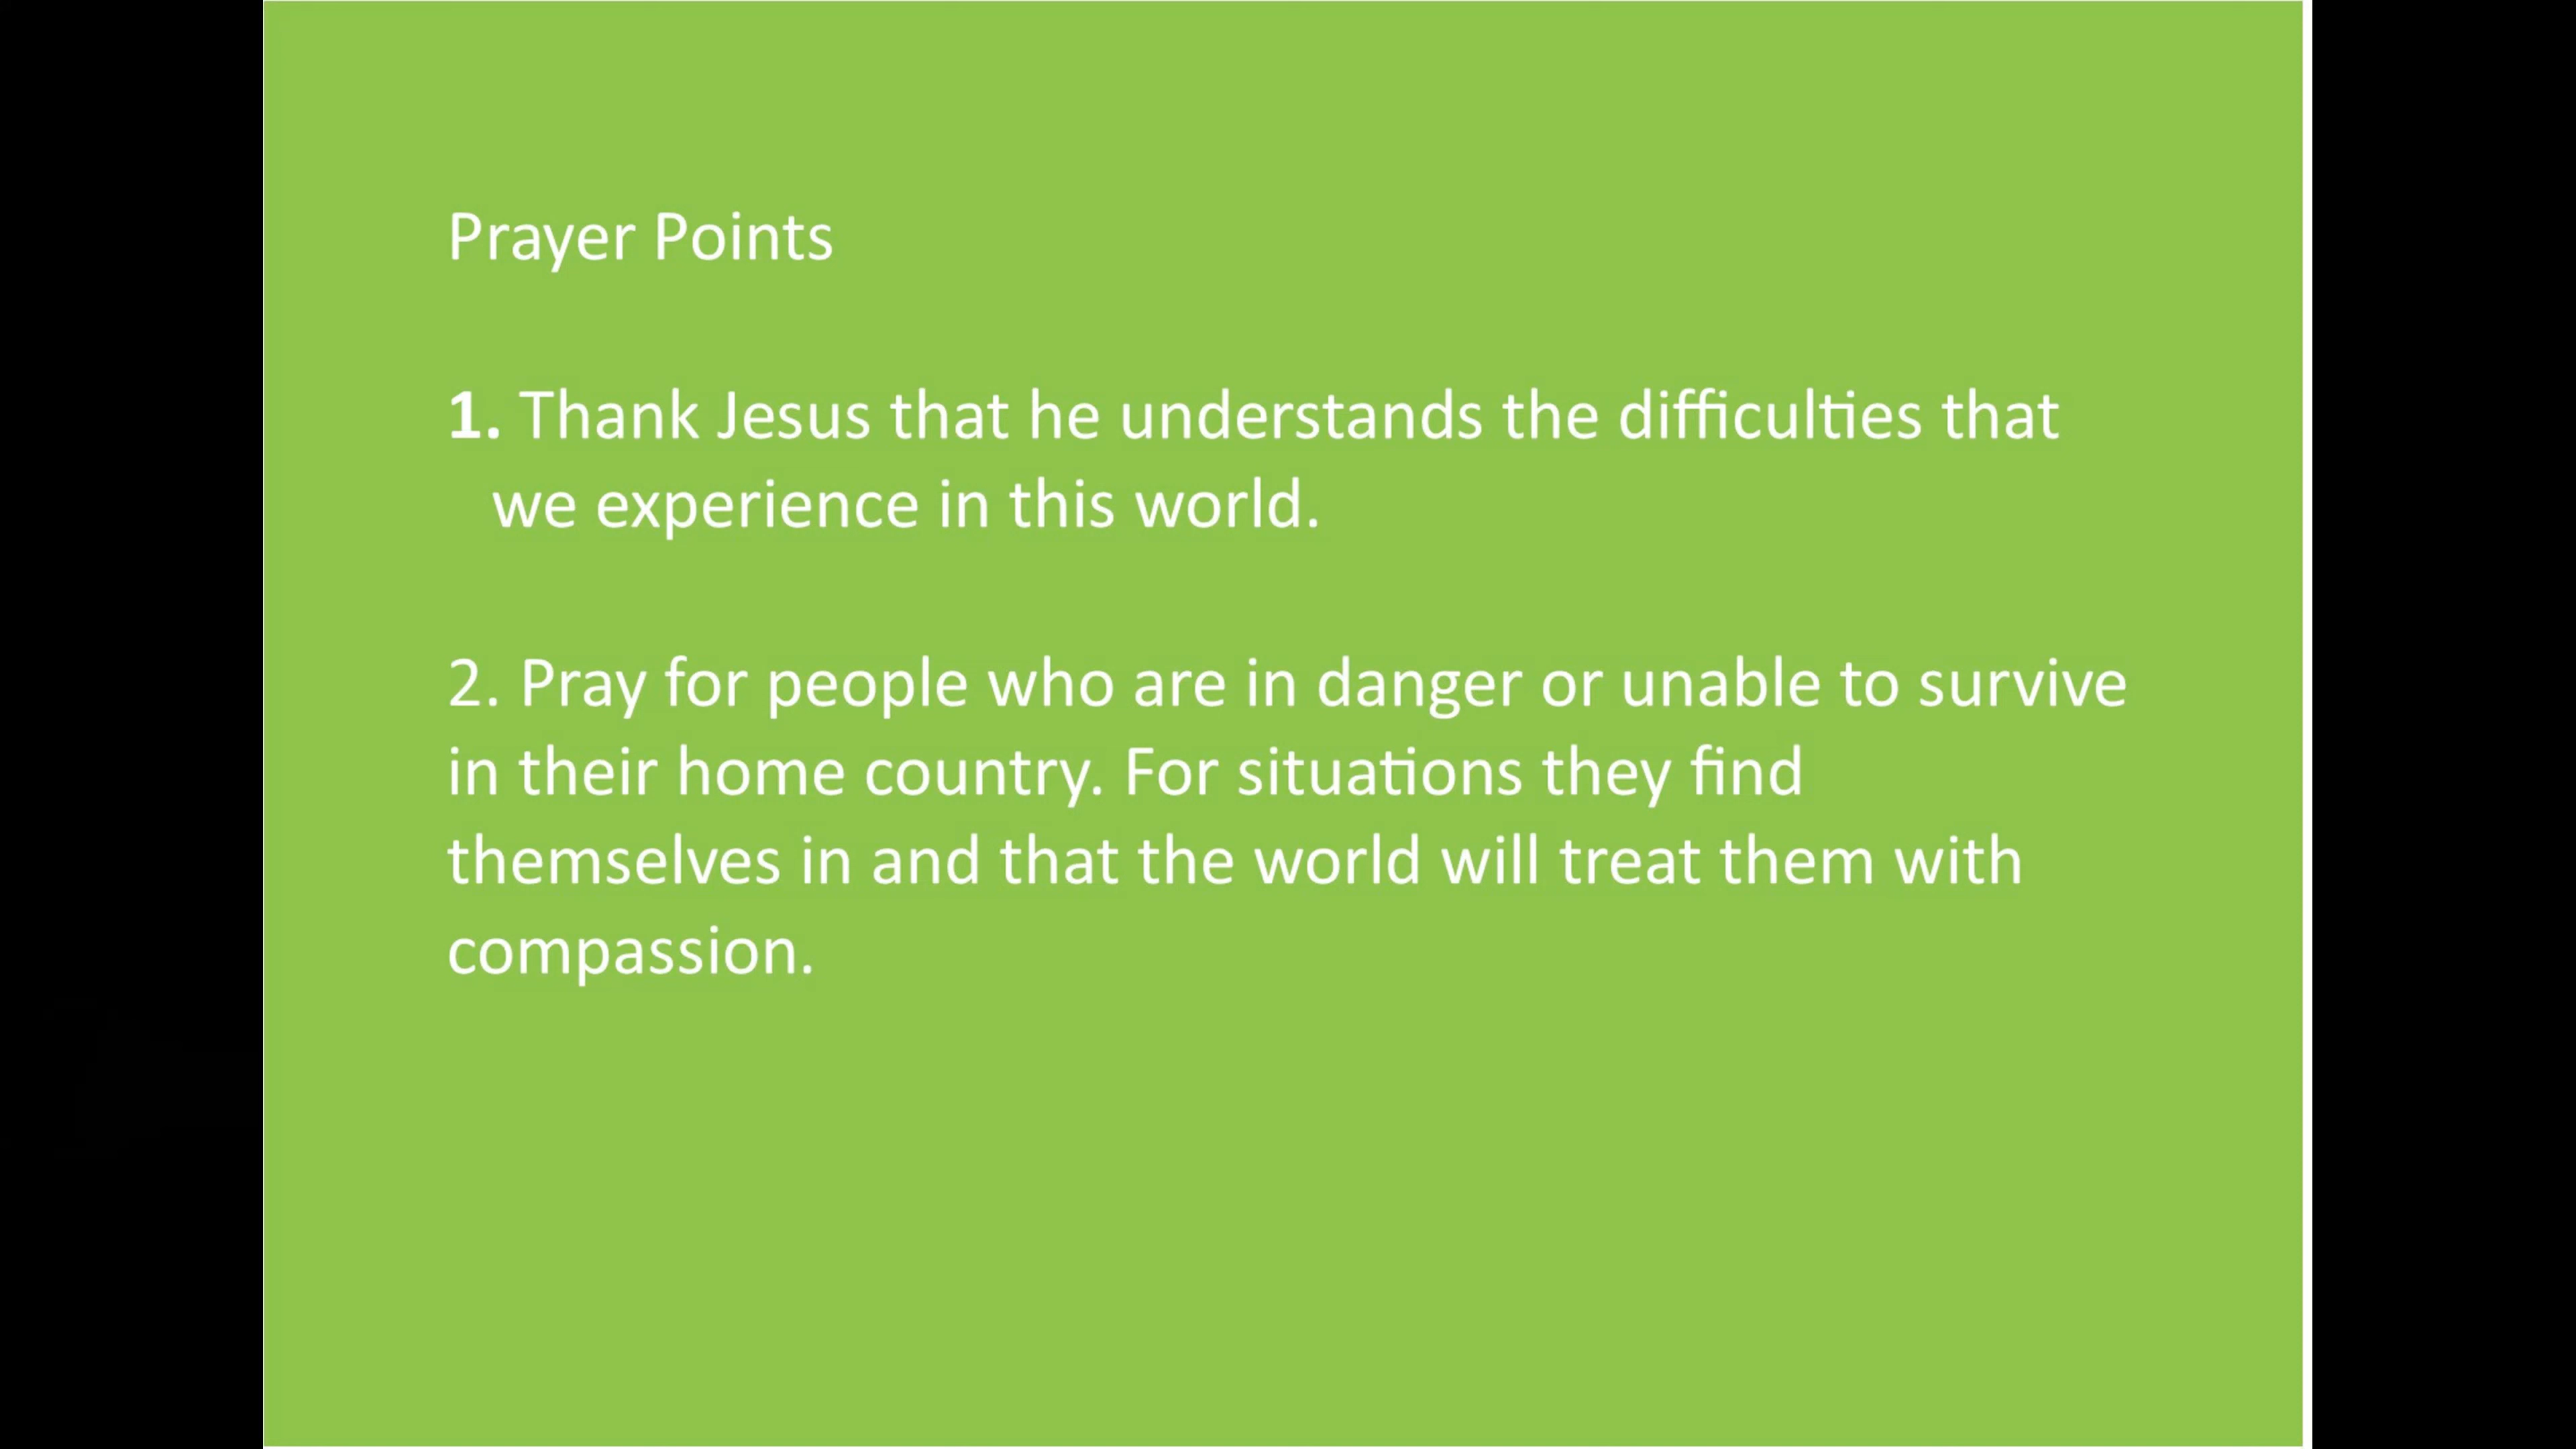 Prayer Points
1. Thank Jesus that he understands the difficulties that
we experience in this world.
2. Pray for people who are in danger or unable to survive
in their home country. For situations they find
themselves in and that the world will treat them with
compassion.